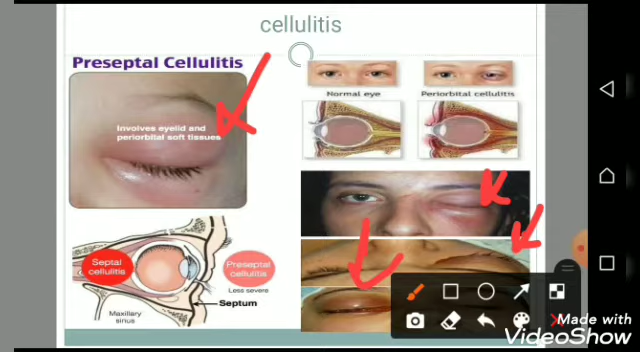 cellulitis
Preseptal Cellulitis
Involves eyelid and
periorbital soft tissues
Normal eye
Periorbital cellulitis
Septal
cellulitis
Preseptal
cellulitis
Less severe
Septum
Maxillary
sinus
Made with
VideoShow